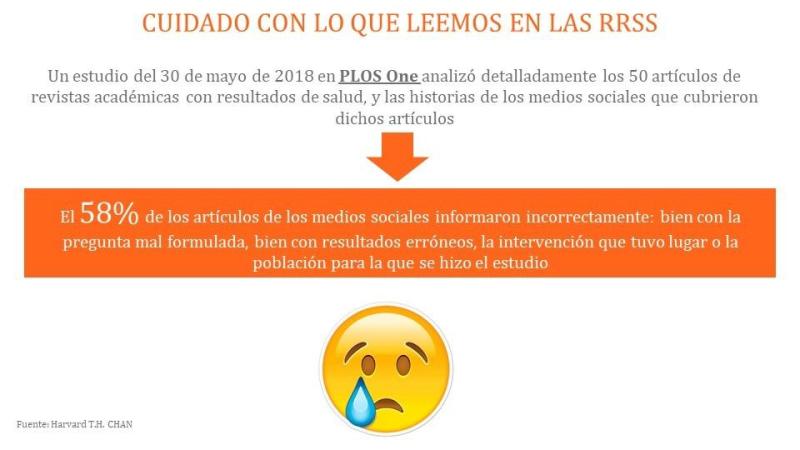 CUIDADO CON LO QUE LEEMOS EN LAS RRSS
Un estudio del 30 de mayo de 2018 en PLOS One analizó detalladamente los 50 artículos de
revistas académicas con resultados de salud, y las historias de los medios sociales que cubrieron
dichos artículos
El 58% de los artículos de los medios sociales informaron incorrectamente: bien con la
pregunta mal formulada, bien con resultados erróneos, la intervención que tuvo lugar o la
población para la que se hizo el estudio
Fuente: Harvard T.H. CHAN